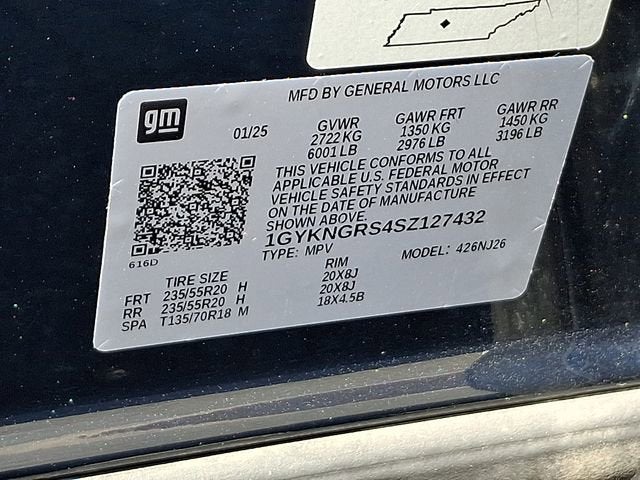 MFD BY GENERAL MOTORS LLC
gm
01/25
GVWR
2722 KG
6001 LB
GAWR FRT
1350 KG
2976 LB
GAWR RR
1450 KG
3196 LB
THIS VEHICLE CONFORMS TO ALL
APPLICABLE U.S. FEDERAL MOTOR
VEHICLE SAFETY STANDARDS IN EFFECT
ON THE DATE OF MANUFACTURE
SHOWN ABOVE.
1GYKNGRS4SZ127432
TYPE: MPV MODEL: 426NJ26
616D
TIRE SIZE RIM
FRT 235/55R20 H 20X8J
RR 235/55R20 H 20X8J
SPA T135/70R18 M 18X4.5B